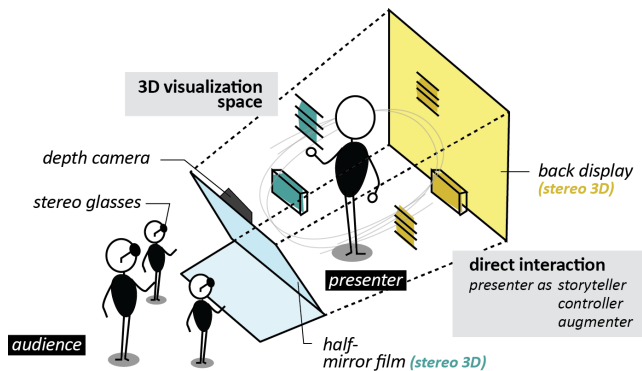 3D visualization
space
depth camera
stereo glasses
back display
(stereo 3D)
direct interaction
presenter as storyteller
controller
augmenter
presenter
audience
half-
mirror film (stereo 3D)